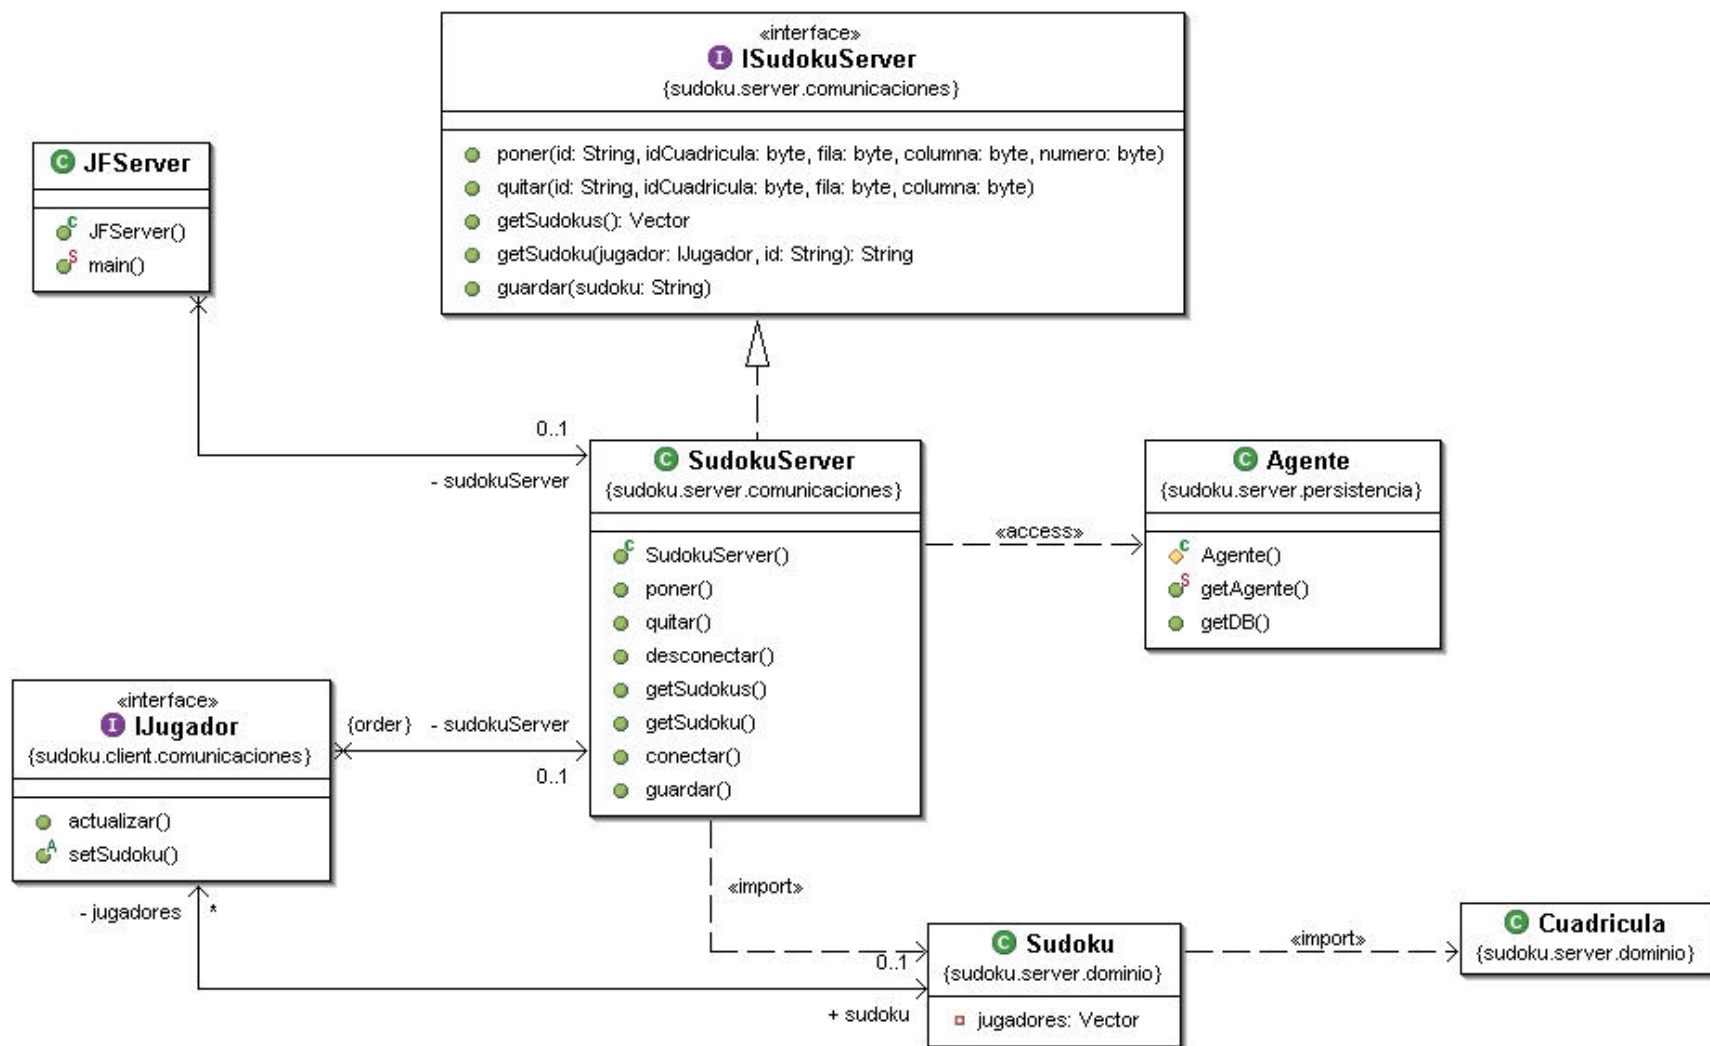 «interface»
I ISudokuServer
{sudoku.server.comunicaciones}
poner(id: String, idCuadricula: byte, fila: byte, columna: byte, numero: byte)
quitar(id: String, idCuadricula: byte, fila: byte, columna: byte)
getSudokus(): Vector
getSudoku(jugador: IJugador, id: String): String
guardar(sudoku: String)
C JFServer
C JFServer()
S main()
0..1
- sudokuServer
C SudokuServer
{sudoku.server.comunicaciones}
C SudokuServer()
poner()
quitar()
desconectar()
getSudokus()
getSudoku()
conectar()
guardar()
«access»
C Agente
{sudoku.server.persistencia}
C Agente()
S getAgente()
getDB()
«interface»
I IJugador
{sudoku.client.comunicaciones}
actualizar()
A setSudoku()
{order}
- sudokuServer
0..1
- jugadores
*
«import»
0..1
+ sudoku
C Sudoku
{sudoku.server.dominio}
jugadores: Vector
«import»
C Cuadricula
{sudoku.server.dominio}